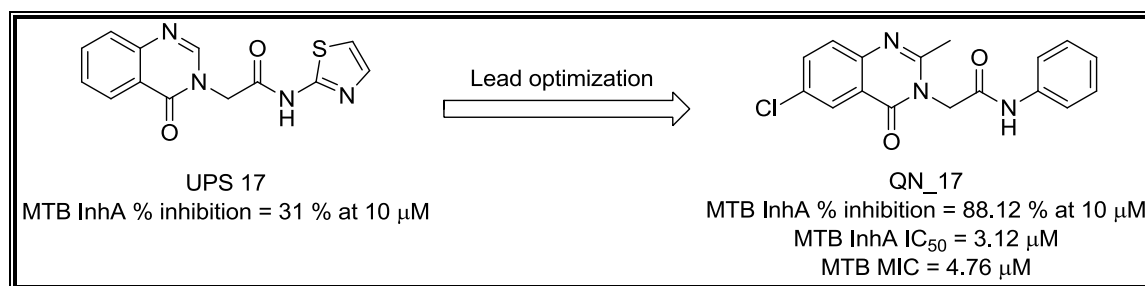 N
N
O
O
N
H
S
N
Lead optimization
Cl
N
N
O
O
N
H
UPS 17
MTB InhA % inhibition = 31 % at 10 μM
QN_17
MTB InhA % inhibition = 88.12 % at 10 μM
MTB InhA IC50 = 3.12 μM
MTB MIC = 4.76 μM